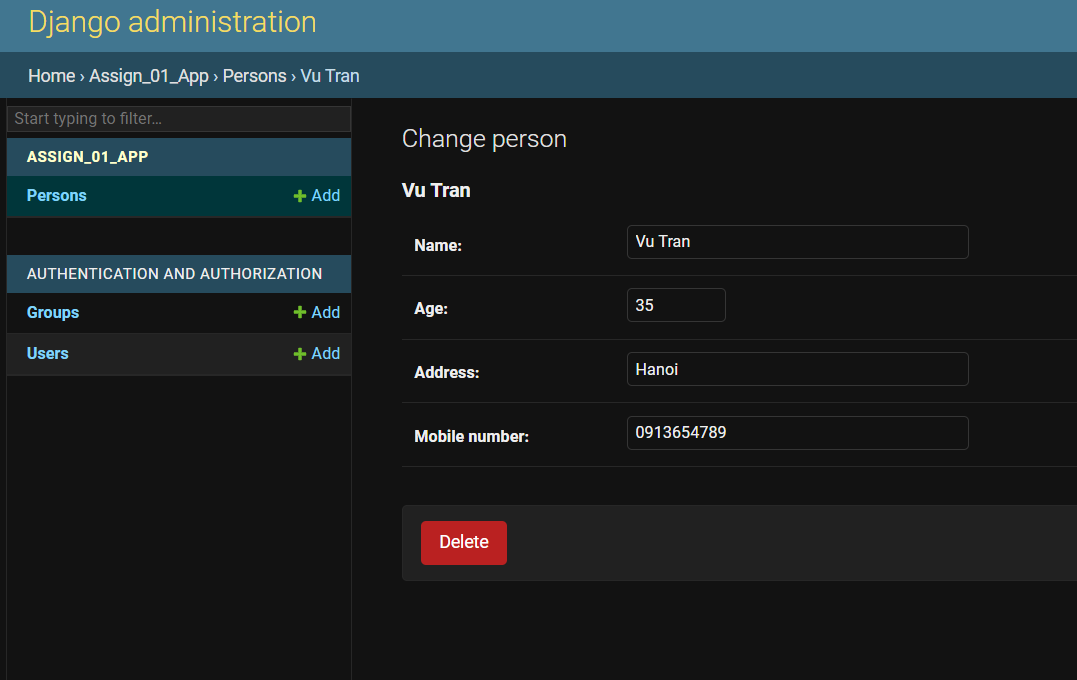 Django administration
Home › Assign_01_App › Persons › Vu Tran
Start typing to filter…
ASSIGN_01_APP
Persons + Add
AUTHENTICATION AND AUTHORIZATION
Groups + Add
Users + Add
Change person
Vu Tran
Name: Vu Tran
Age: 35
Address: Hanoi
Mobile number: 0913654789
Delete